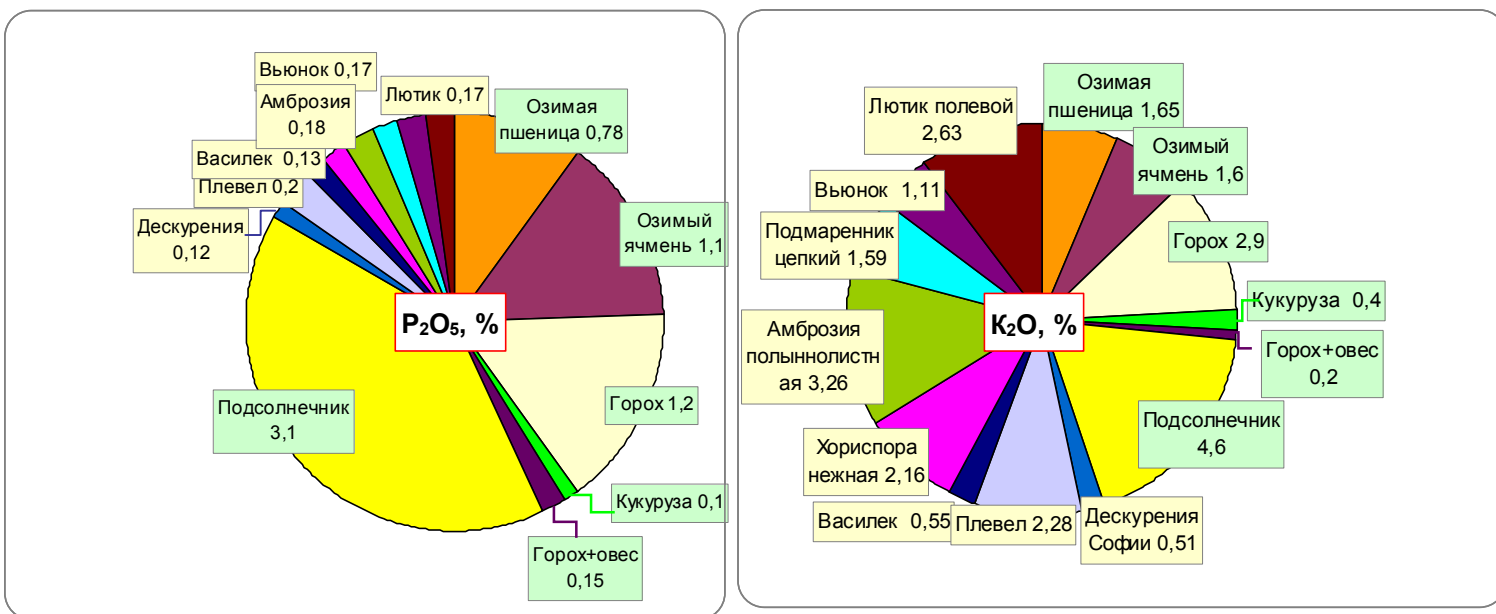 Вьюнок 0,17
Амброзия
0,18
Василек 0,13
Плевел 0,2
Дескурения
0,12
Лютик 0,17
Озимая
пшеница 0,78
Озимый
ячмень 1,1
Горох 1,2
Кукуруза 0,1
Горох+овес
0,15
Подсолнечник
3,1
P₂O₅, %
Лютик полевой
2,63
Вьюнок 1,11
Подмаренник
цепкий 1,59
Амброзия
полыннолистн
ая 3,26
Хориспора
нежная 2,16
Василек 0,55
Плевел 2,28
Дескурения
Софии 0,51
Подсолнечник
4,6
Горох+овес
0,2
Кукуруза 0,4
Горох 2,9
Озимый
ячмень 1,6
Озимая
пшеница 1,65
K₂O, %